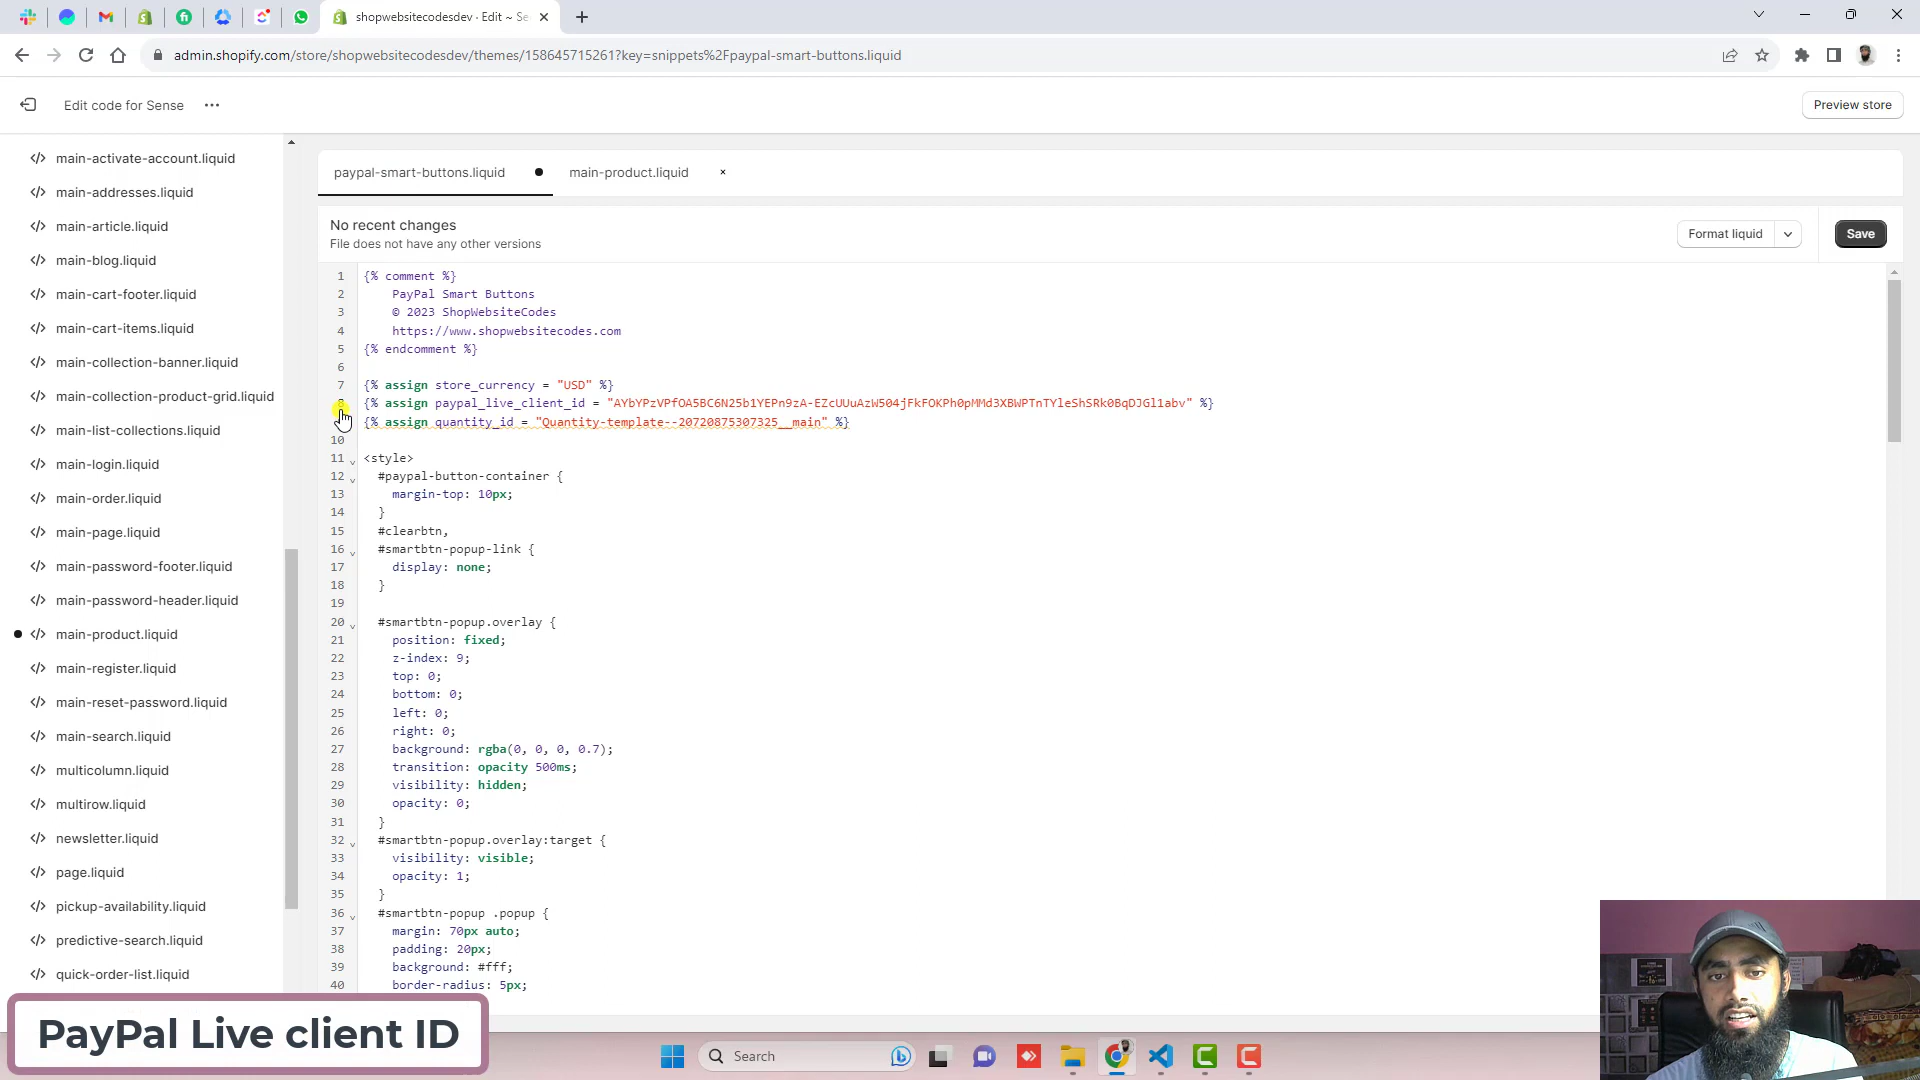 shopwebsitecodesdev · Edit ~ Se
admin.shopify.com/store/shopwebsitecodesdev/themes/158645715261?key=snippets%2Fpaypal-smart-buttons.liquid
Edit code for Sense
Preview store
main-activate-account.liquid
main-addresses.liquid
main-article.liquid
main-blog.liquid
main-cart-footer.liquid
main-cart-items.liquid
main-collection-banner.liquid
main-collection-product-grid.liquid
main-list-collections.liquid
main-login.liquid
main-order.liquid
main-page.liquid
main-password-footer.liquid
main-password-header.liquid
main-product.liquid
main-register.liquid
main-reset-password.liquid
main-search.liquid
multicolumn.liquid
multirow.liquid
newsletter.liquid
page.liquid
pickup-availability.liquid
predictive-search.liquid
quick-order-list.liquid
paypal-smart-buttons.liquid
main-product.liquid
No recent changes
File does not have any other versions
Format liquid
Save
1 {% comment %}
2 PayPal Smart Buttons
3 © 2023 ShopWebsiteCodes
4 https://www.shopwebsitecodes.com
5 {% endcomment %}
6
7 {% assign store_currency = "USD" %}
8 {% assign paypal_live_client_id = "AYbYPzVPfOA5BC6N25b1YEPn9zA-EZcUUuAzW504jFkFOKPh0pMMd3XBWPTnTYleShSRk0BqDJGl1abv" %}
{% assign quantity_id = "Quantity-template--20720875307325__main" %}
10
11 <style>
12 #paypal-button-container {
13 margin-top: 10px;
14 }
15 #clearbtn,
16 #smartbtn-popup-link {
17 display: none;
18 }
19
20 #smartbtn-popup.overlay {
21 position: fixed;
22 z-index: 9;
23 top: 0;
24 bottom: 0;
25 left: 0;
26 right: 0;
27 background: rgba(0, 0, 0, 0.7);
28 transition: opacity 500ms;
29 visibility: hidden;
30 opacity: 0;
31 }
32 #smartbtn-popup.overlay:target {
33 visibility: visible;
34 opacity: 1;
35 }
36 #smartbtn-popup .popup {
37 margin: 70px auto;
38 padding: 20px;
39 background: #fff;
40 border-radius: 5px;
PayPal Live client ID
Search